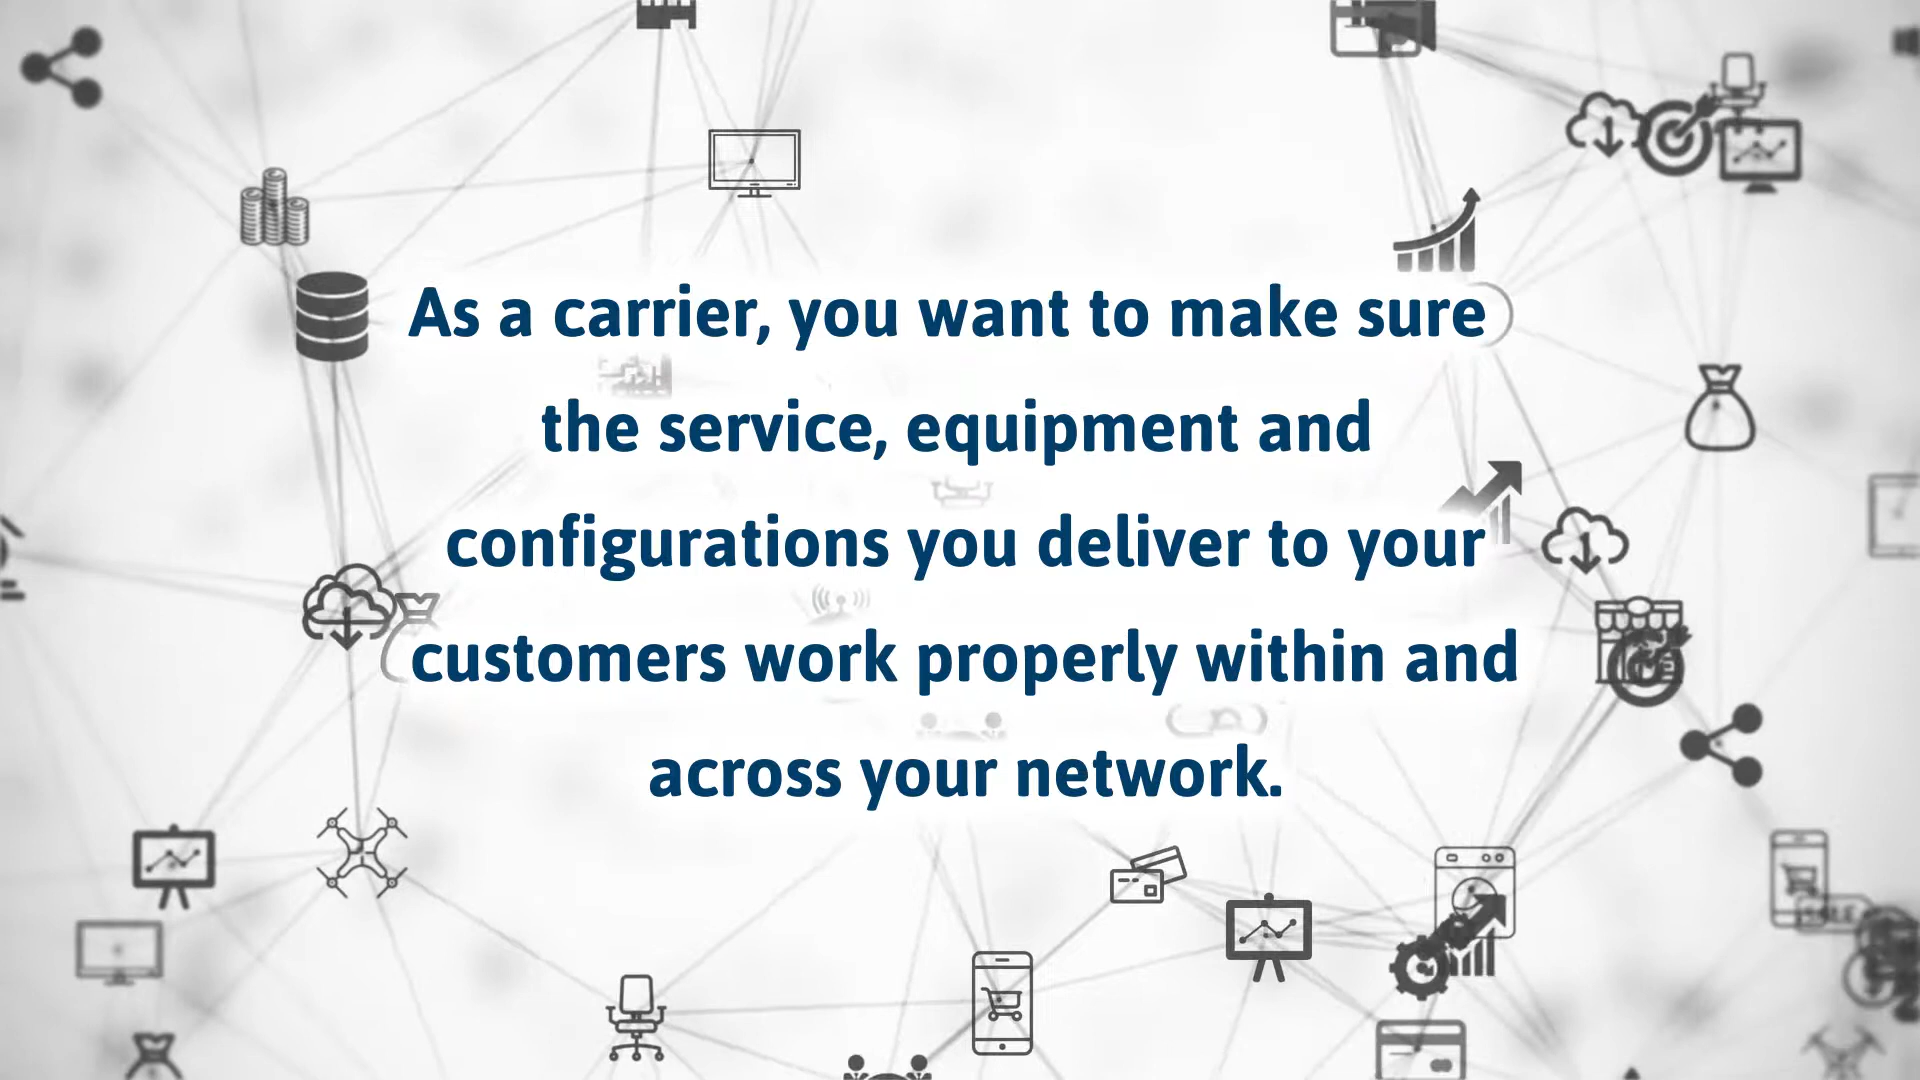 As a carrier, you want to make sure
the service, equipment and
configurations you deliver to your
customers work properly within and
across your network.
SALE